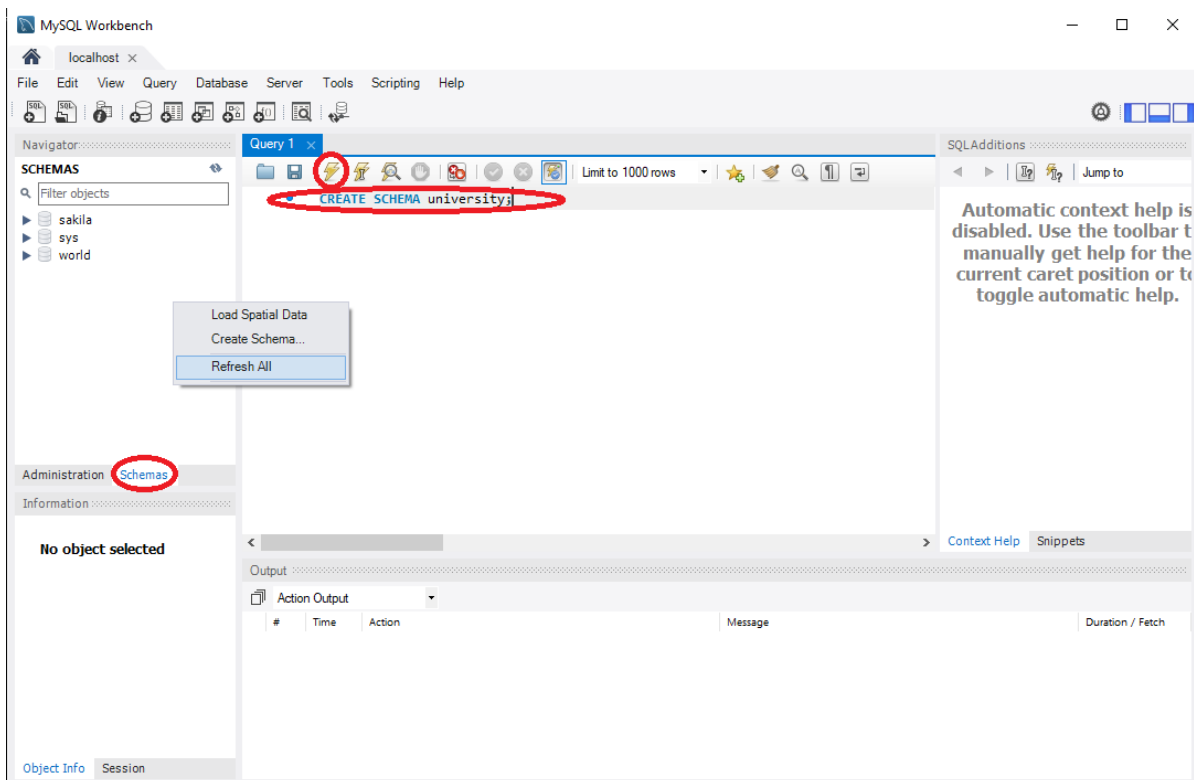 MySQL Workbench
localhost
File Edit View Query Database Server Tools Scripting Help
SQL SQL
Navigator
SCHEMAS
Filter objects
sakila
sys
world
Load Spatial Data
Create Schema...
Refresh All
Administration Schemas
Information
No object selected
Object Info Session
Query 1
Limit to 1000 rows
CREATE SCHEMA university;
Output
Action Output
# Time Action Message Duration / Fetch
SQLAdditions
Jump to
Automatic context help is
disabled. Use the toolbar t
manually get help for the
current caret position or to
toggle automatic help.
Context Help Snippets